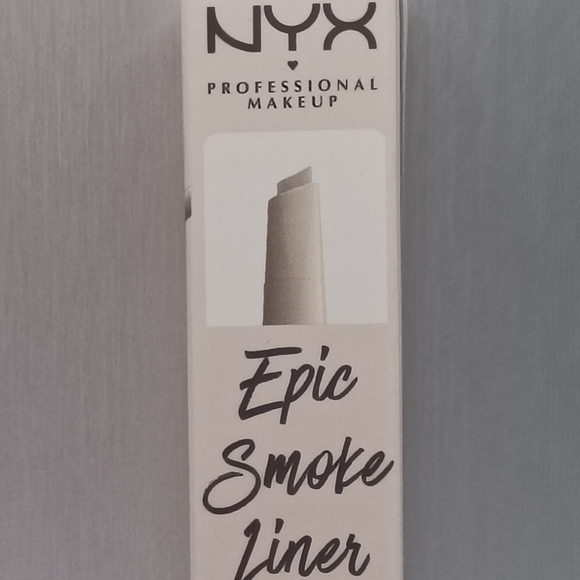 NYX
PROFESSIONAL
MAKEUP
Epic
Smoke
Liner